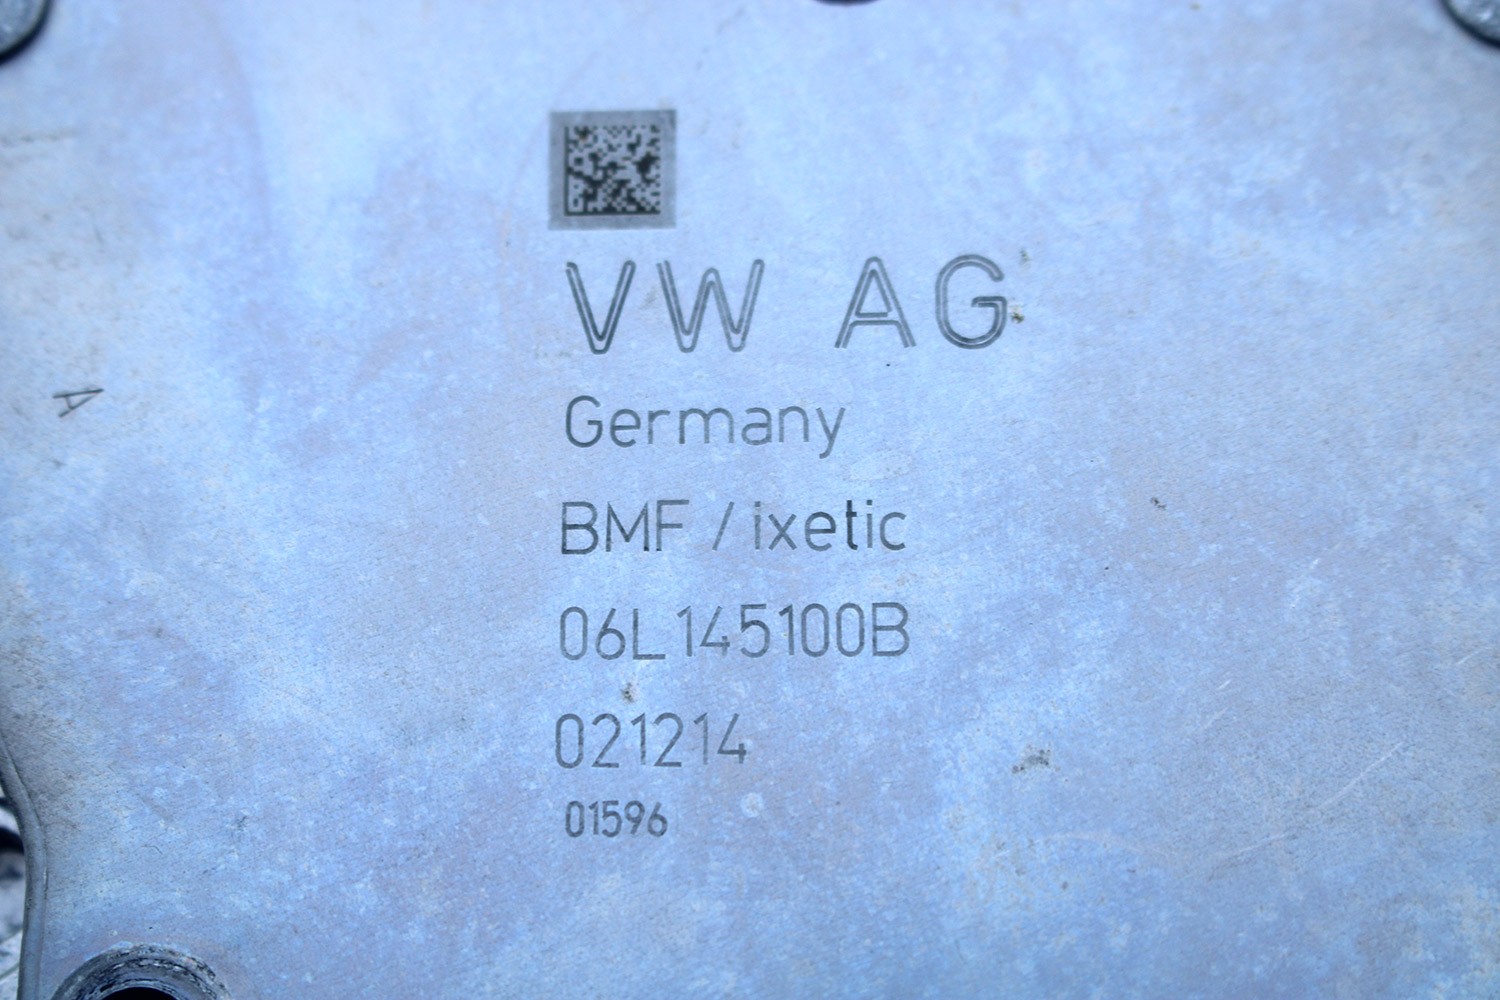 VW AG
Germany
A
BMF / ixetic
06L145100B
021214
01596